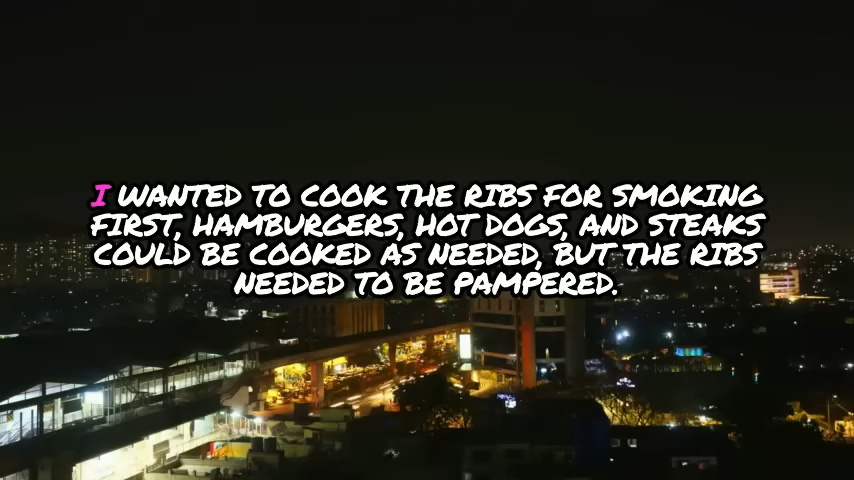 I WANTED TO COOK THE RIBS FOR SMOKING
FIRST, HAMBURGERS, HOT DOGS, AND STEAKS
COULD BE COOKED AS NEEDED, BUT THE RIBS
NEEDED TO BE PAMPERED.